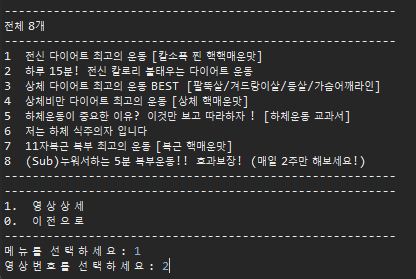 --------------------------------------------------
전체 8개
--------------------------------------------------
1 전신 다이어트 최고의 운동 [칼소폭 찐 핵핵매운맛]
2 하루 15분! 전신 칼로리 불태우는 다이어트 운동
3 상체 다이어트 최고의 운동 BEST [팔뚝살/겨드랑이살/등살/가슴어깨라인]
4 상체비만 다이어트 최고의 운동 [상체 핵매운맛]
5 하체운동이 중요한 이유? 이것만 보고 따라하자 ! [하체운동 교과서]
6 저는 하체 식주의자 입니다
7 11자복근 복부 최고의 운동 [복근 핵매운맛]
8 (Sub)누워서하는 5분 복부운동!! 효과보장! (매일 2주만 해보세요!)
--------------------------------------------------
--------------------------------------------------
1. 영상상세
0. 이전으로
--------------------------------------------------
메뉴를 선택하세요: 1
영상번호를 선택하세요: 2